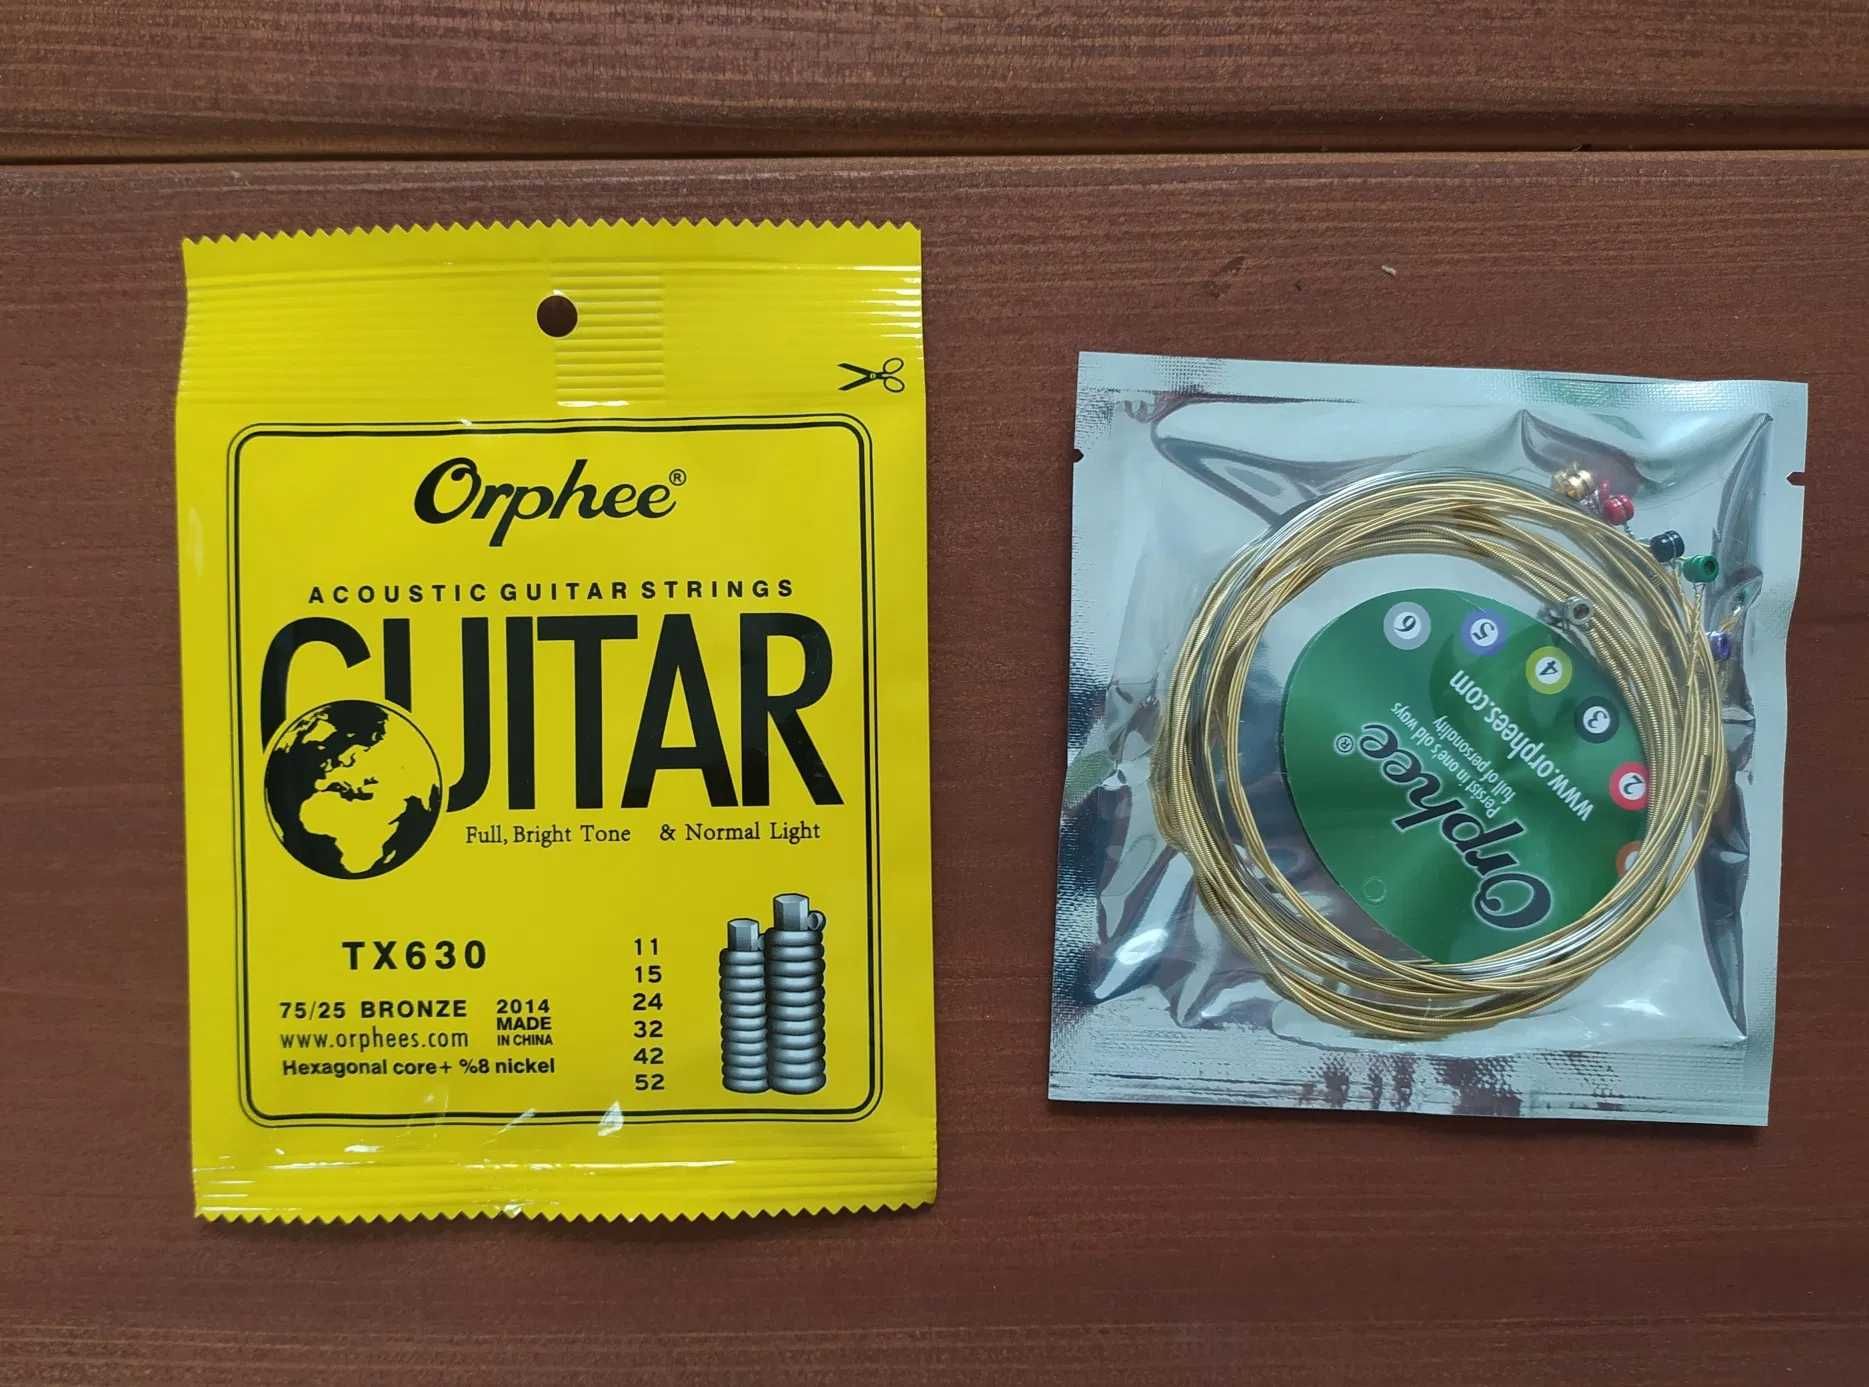 Orphee®
ACOUSTIC GUITAR STRINGS
GUITAR
Full, Bright Tone & Normal Light
TX630
75/25 BRONZE
www.orphees.com
2014
MADE
IN CHINA
Hexagonal core+ %8 nickel
11
15
24
32
42
52
Orphee®
Persist in one's old ways
full of personality
www.orphees.com
2
3
4
5
6